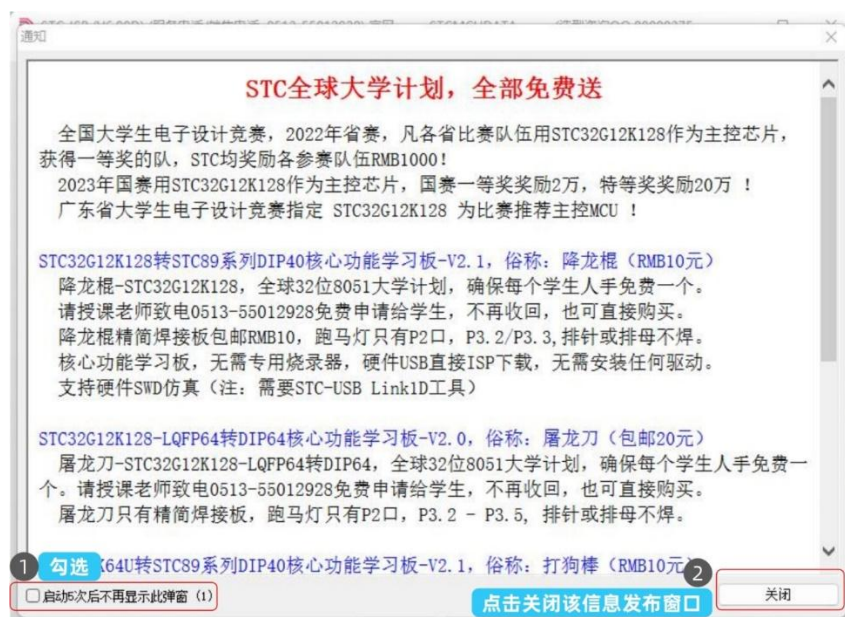 通知
STC全球大学计划，全部免费送
全国大学生电子设计竞赛，2022年省赛，凡各省比赛队伍用STC32G12K128作为主控芯片，
获得一等奖的队，STC均奖励各参赛队伍RMB1000！
2023年国赛用STC32G12K128作为主控芯片，国赛一等奖奖励2万，特等奖奖励20万 ！
广东省大学生电子设计竞赛指定 STC32G12K128 为比赛推荐主控MCU ！
STC32G12K128转STC89系列DIP40核心功能学习板-V2.1，俗称：降龙棍（RMB10元）
降龙棍-STC32G12K128，全球32位8051大学计划，确保每个学生人手免费一个。
请授课老师致电0513-55012928免费申请给学生，不再收回，也可直接购买。
降龙棍精简焊接板包邮RMB10，跑马灯只有P2口，P3.2/P3.3,排针或排母不焊。
核心功能学习板，无需专用烧录器，硬件USB直接ISP下载，无需安装任何驱动。
支持硬件SWD仿真（注：需要STC-USB Link1D工具）
STC32G12K128-LQFP64转DIP64核心功能学习板-V2.0，俗称：屠龙刀（包邮20元）
屠龙刀-STC32G12K128-LQFP64转DIP64，全球32位8051大学计划，确保每个学生人手免费一
个。请授课老师致电0513-55012928免费申请给学生，不再收回，也可直接购买。
屠龙刀只有精简焊接板，跑马灯只有P2口，P3.2 - P3.5, 排针或排母不焊。
K64U转STC89系列DIP40核心功能学习板-V2.1，俗称：打狗棒（RMB10元
1 勾选
2
启动5次后不再显示此弹窗（1）
点击关闭该信息发布窗口
关闭